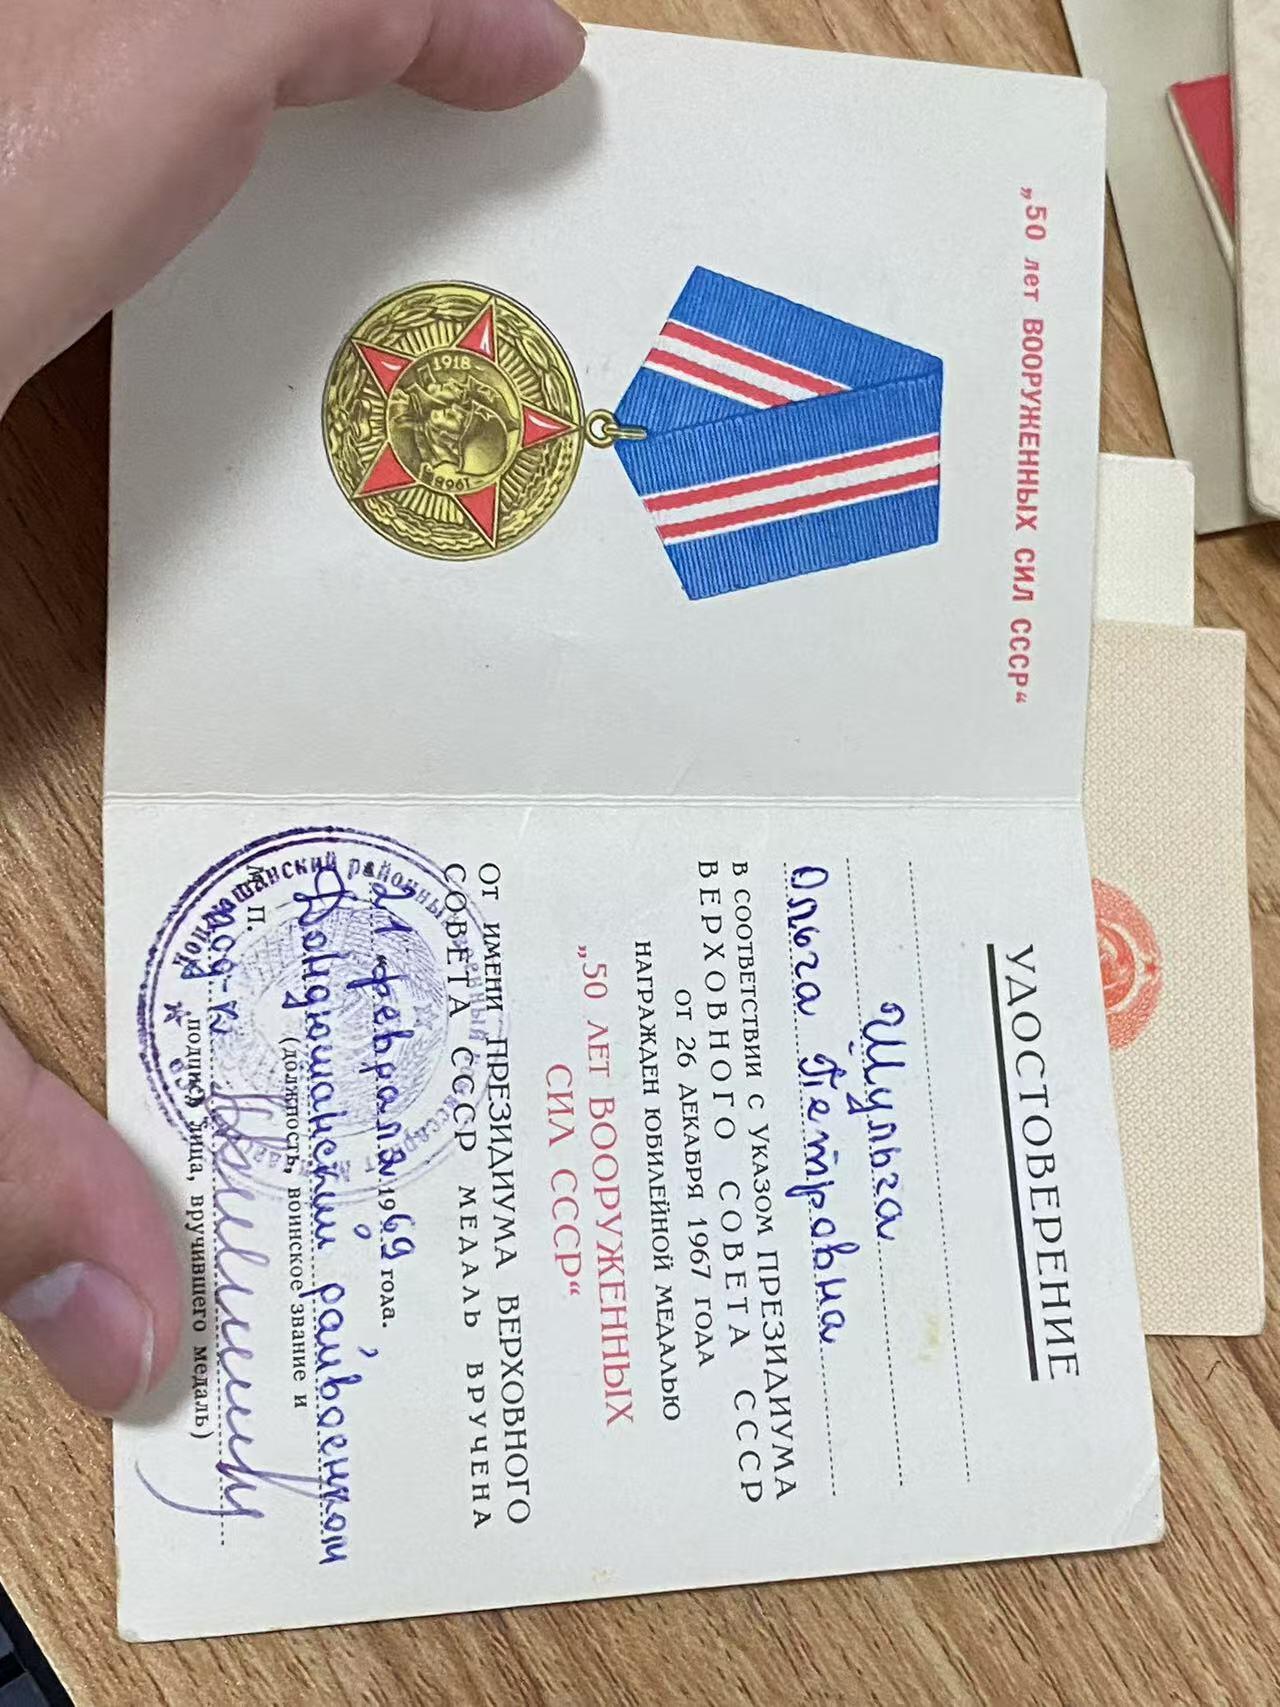 „50 лет ВООРУЖЕННЫХ СИЛ СССР“
1918
1968
УДОСТОВЕРЕНИЕ
Шульга
Ольга Петровна
В СООТВЕТСТВИИ С УКАЗОМ ПРЕЗИДИУМА
ВЕРХОВНОГО СОВЕТА СССР
ОТ 26 ДЕКАБРЯ 1967 ГОДА
НАГРАЖДЕН ЮБИЛЕЙНОЙ МЕДАЛЬЮ
„50 ЛЕТ ВООРУЖЕННЫХ
СИЛ СССР“
ОТ ИМЕНИ ПРЕЗИДИУМА ВЕРХОВНОГО
СОВЕТА СССР МЕДАЛЬ ВРУЧЕНА
„21“ февраля 1969 года.
Дондюшанский райвоенком
(должность, воинское звание и
М. П. под-к
подпись лица, вручившего медаль)